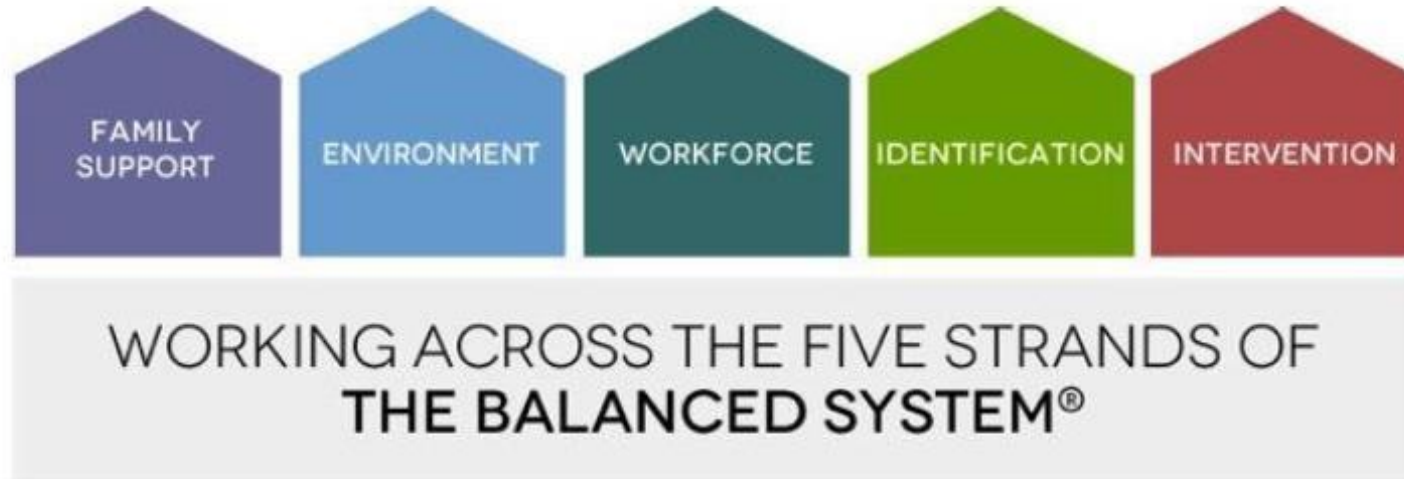 FAMILY
SUPPORT
ENVIRONMENT
WORKFORCE
IDENTIFICATION
INTERVENTION
WORKING ACROSS THE FIVE STRANDS OF
THE BALANCED SYSTEM®